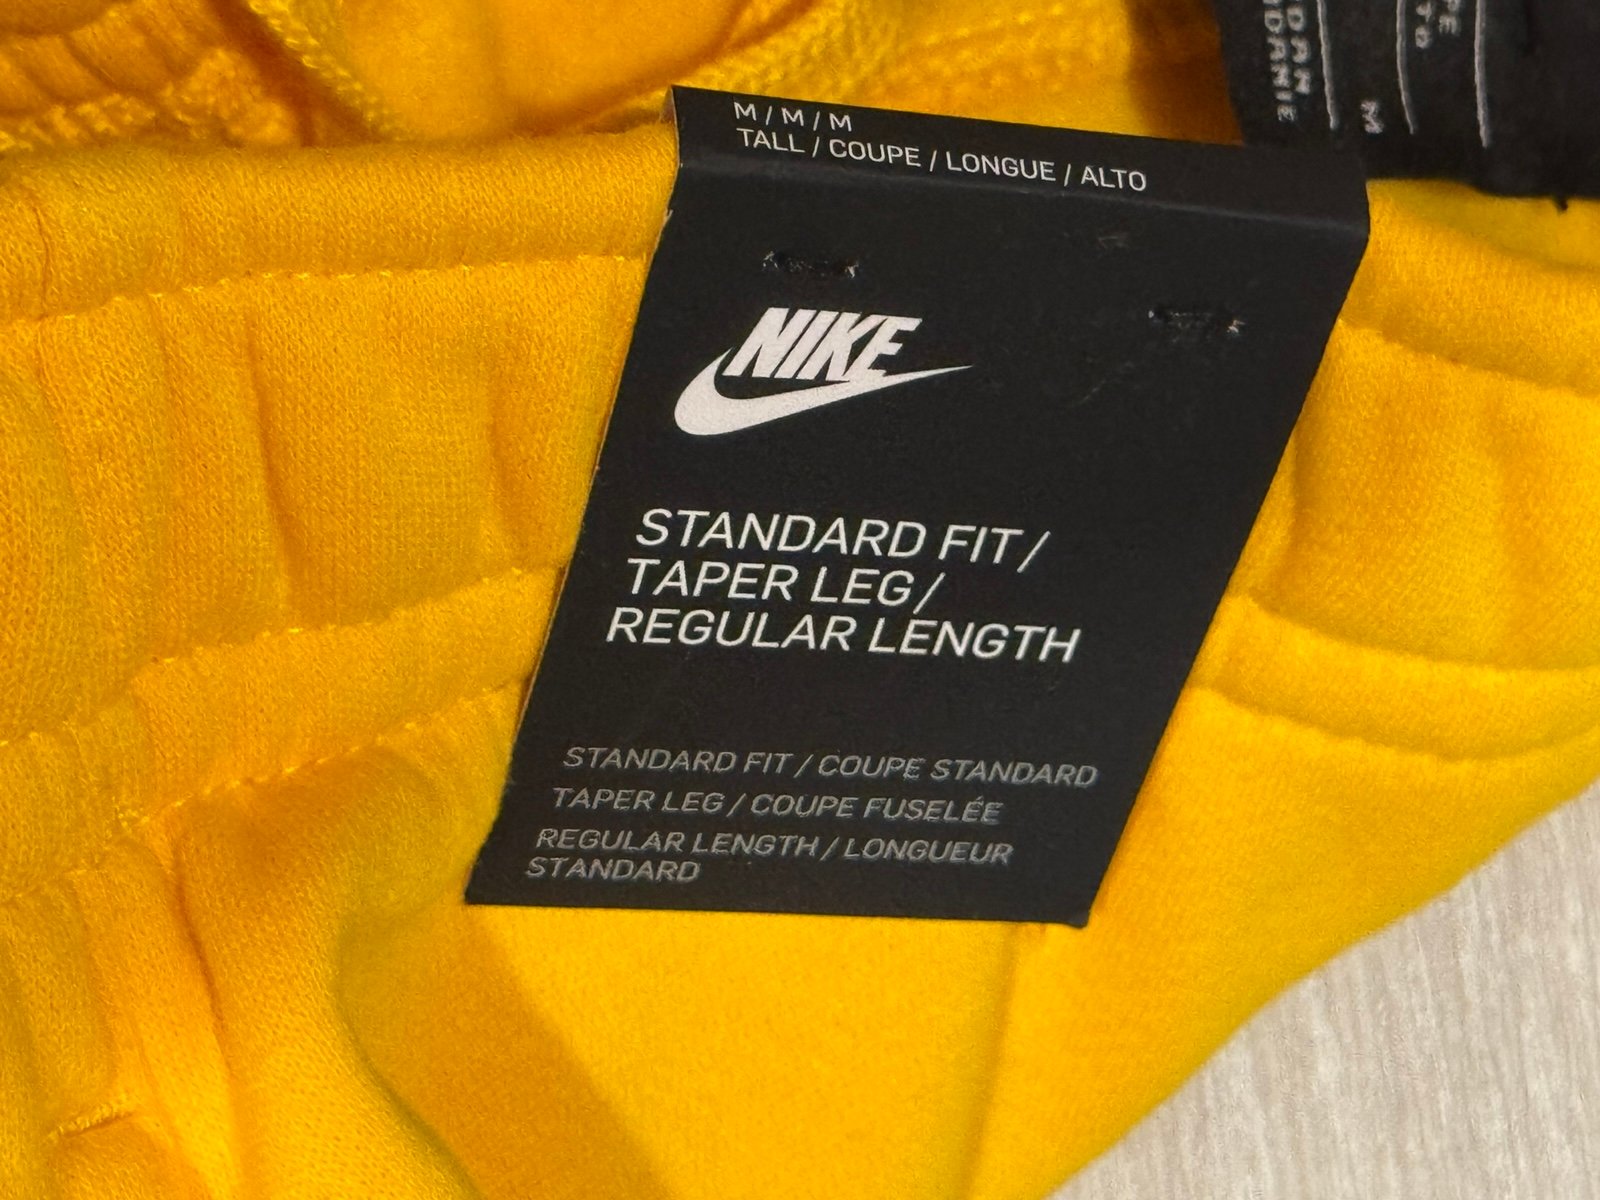 M / M / M
TALL / COUPE / LONGUE / ALTO
NIKE
STANDARD FIT /
TAPER LEG /
REGULAR LENGTH
STANDARD FIT / COUPE STANDARD
TAPER LEG / COUPE FUSELÉE
REGULAR LENGTH / LONGUEUR
STANDARD
M